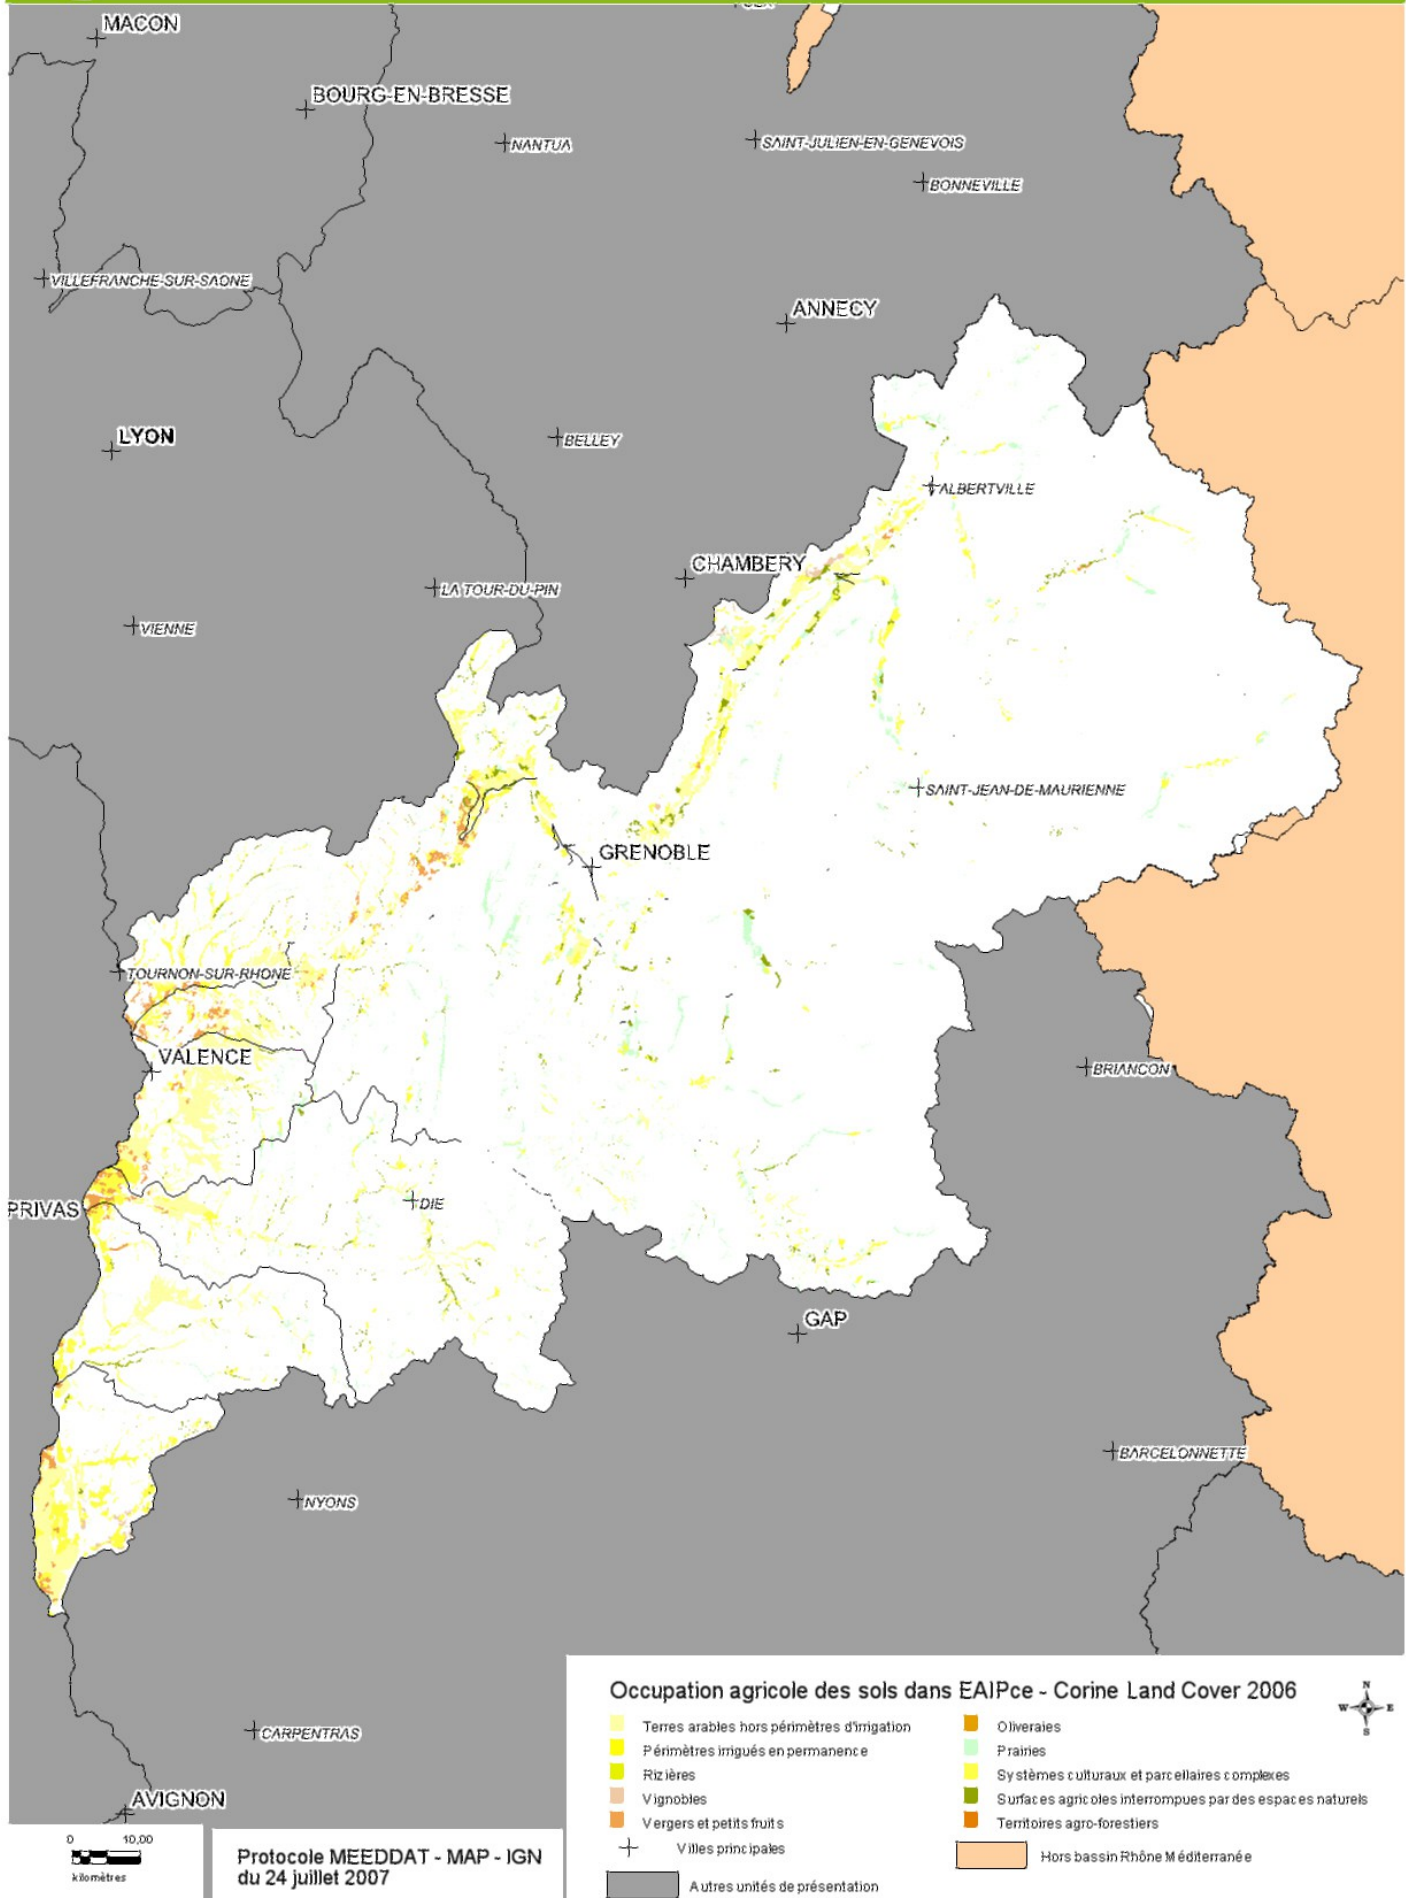 MACON
BOURG-EN-BRESSE
NANTUA
SAINT-JULIEN-EN-GENEVOIS
BONNEVILLE
VILLEFRANCHE-SUR-SAONE
ANNECY
LYON
BELLEY
ALBERTVILLE
CHAMBERY
LA TOUR-DU-PIN
VIENNE
SAINT-JEAN-DE-MAURIENNE
GRENOBLE
TOURNON-SUR-RHONE
VALENCE
BRIANCON
DIE
PRIVAS
GAP
BARCELONNETTE
NYONS
CARPENTRAS
AVIGNON
0 10,00
kilomètres
Protocole MEEDDAT - MAP - IGN
du 24 juillet 2007
Occupation agricole des sols dans EAIPce - Corine Land Cover 2006
Terres arables hors périmètres d'irrigation
Périmètres irrigués en permanence
Rizières
Vignobles
Vergers et petits fruits
Villes principales
Autres unités de présentation
Oliveraies
Prairies
Systèmes culturaux et parcellaires complexes
Surfaces agricoles interrompues par des espaces naturels
Territoires agro-forestiers
Hors bassin Rhône Méditerranée
N
W E
S